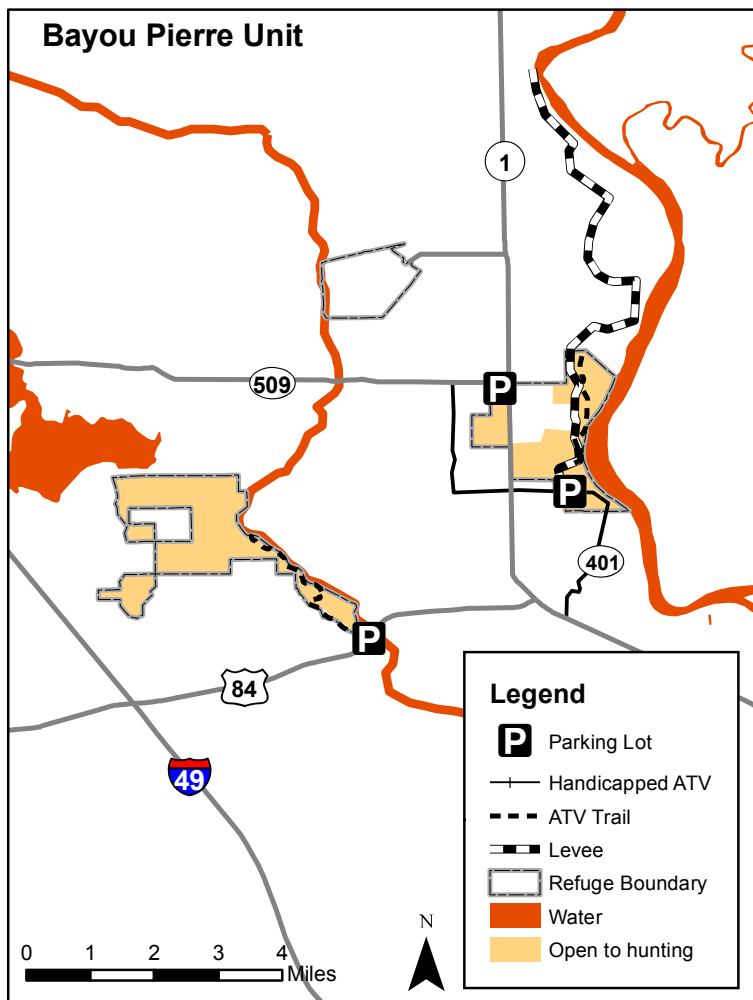 Bayou Pierre Unit
1
509
P
P
401
P
84
49
Legend
P Parking Lot
Handicapped ATV
ATV Trail
Levee
Refuge Boundary
Water
Open to hunting
N
0 1 2 3 4
Miles